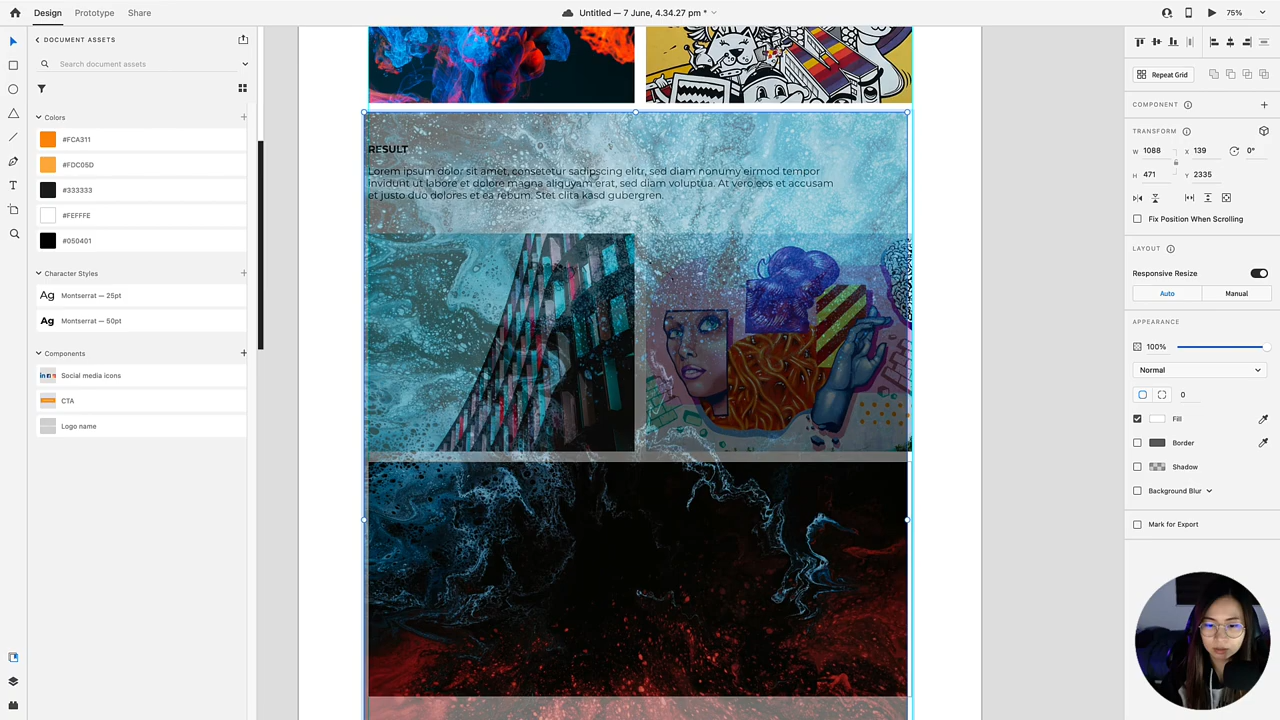 Design
Prototype
Share
Untitled — 7 June, 4.34.27 pm *
75%
DOCUMENT ASSETS
Search document assets
Colors
#FCA311
#FDC05D
#333333
#FEFFFE
#050401
Character Styles
Ag Montserrat — 25pt
Ag Montserrat — 50pt
Components
Social media icons
CTA
Logo name
RESULT
Lorem ipsum dolor sit amet, consetetur sadipscing elitr, sed diam nonumy eirmod tempor
invidunt ut labore et dolore magna aliquyam erat, sed diam voluptua. At vero eos et accusam
et justo duo dolores et ea rebum. Stet clita kasd gubergren.
Repeat Grid
COMPONENT
TRANSFORM
W 1088 X 139 0°
H 471 Y 2335
Fix Position When Scrolling
LAYOUT
Responsive Resize
Auto Manual
APPEARANCE
100%
Normal
0
Fill
Border
Shadow
Background Blur
Mark for Export